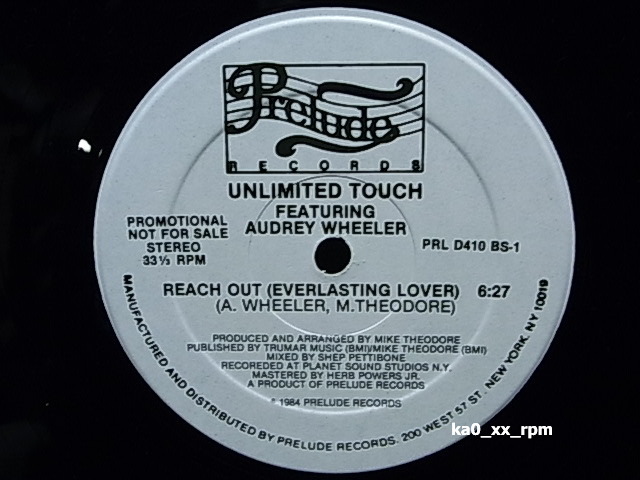 Prelude
RECORDS
UNLIMITED TOUCH
FEATURING
AUDREY WHEELER
PROMOTIONAL
NOT FOR SALE
STEREO
33⅓ RPM
PRL D410 BS-1
REACH OUT (EVERLASTING LOVER) 6:27
(A. WHEELER, M.THEODORE)
PRODUCED AND ARRANGED BY MIKE THEODORE
PUBLISHED BY TRUMAR MUSIC (BMI)/MIKE THEODORE (BMI)
MIXED BY SHEP PETTIBONE
RECOREDED AT PLANET SOUND STUDIOS N.Y.
MASTERED BY HERB POWERS JR.
A PRODUCT OF PRELUDE RECORDS
℗ 1984 PRELUDE RECORDS
MANUFACTURED AND DISTRIBUTED BY PRELUDE RECORDS, 200 WEST 57 ST. NEW YORK, NY 10019
ka0_xx_rpm